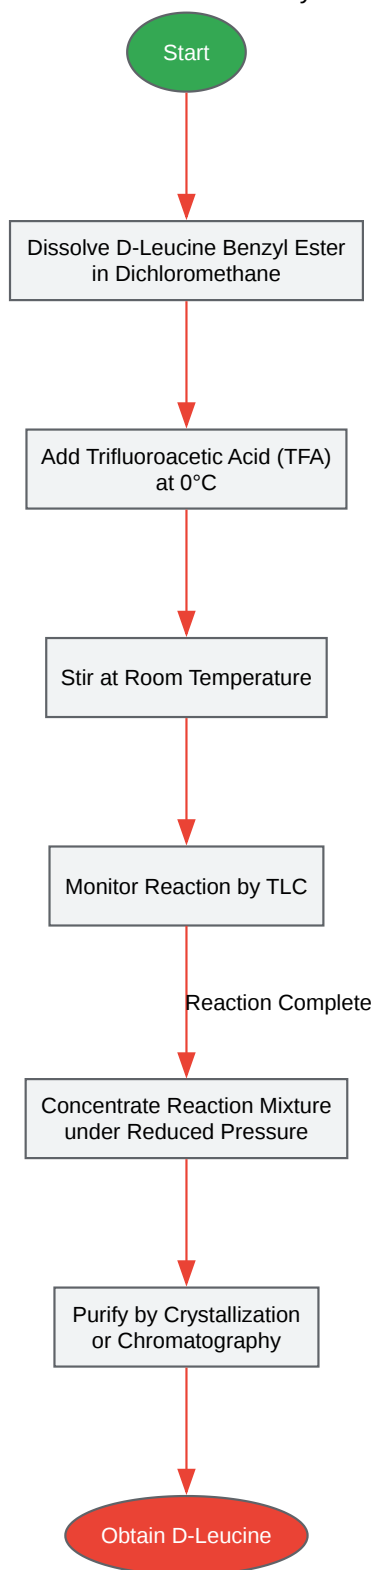 Start
Dissolve D-Leucine Benzyl Ester
in Dichloromethane
Add Trifluoroacetic Acid (TFA)
at 0°C
Stir at Room Temperature
Monitor Reaction by TLC
Reaction Complete
Concentrate Reaction Mixture
under Reduced Pressure
Purify by Crystallization
or Chromatography
Obtain D-Leucine